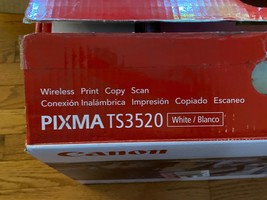 Wireless Print Copy Scan
Conexión Inalámbrica Impresión Copiado Escaneo
PIXMA TS3520 White / Blanco
Canon